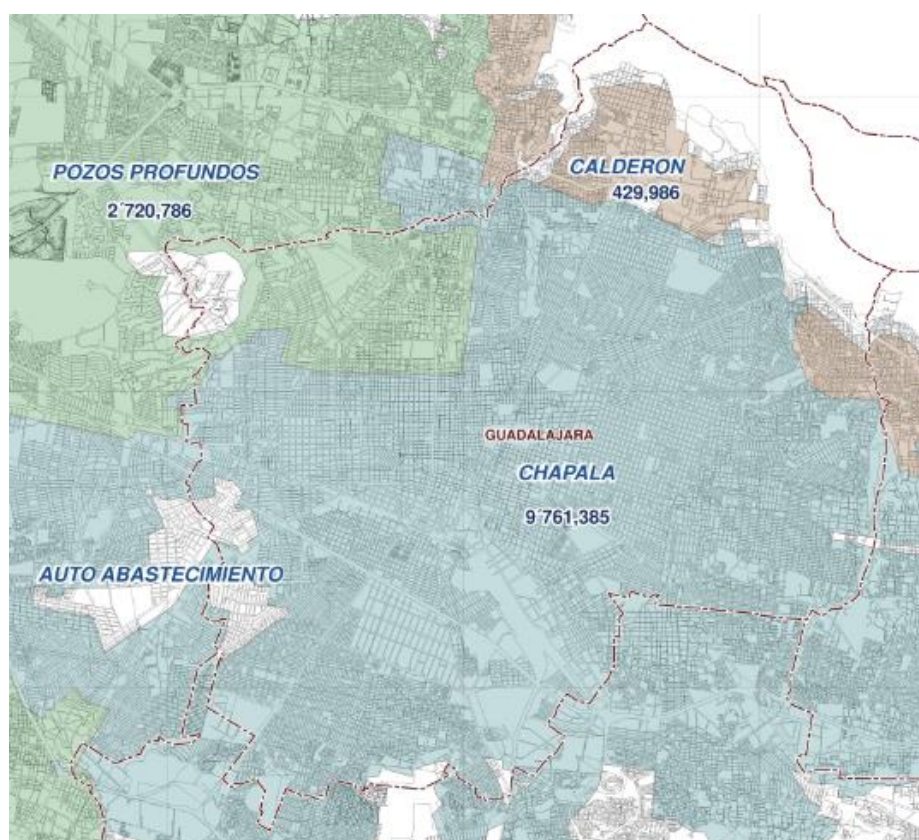 POZOS PROFUNDOS
2´720,786
CALDERON
429,986
GUADALAJARA
CHAPALA
9´761,385
AUTO ABASTECIMIENTO